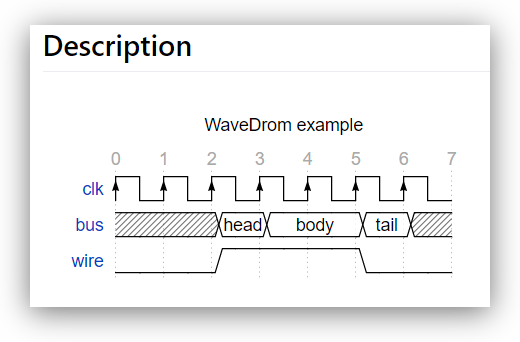 Description
WaveDrom example
0 1 2 3 4 5 6 7
clk
bus head body tail
wire